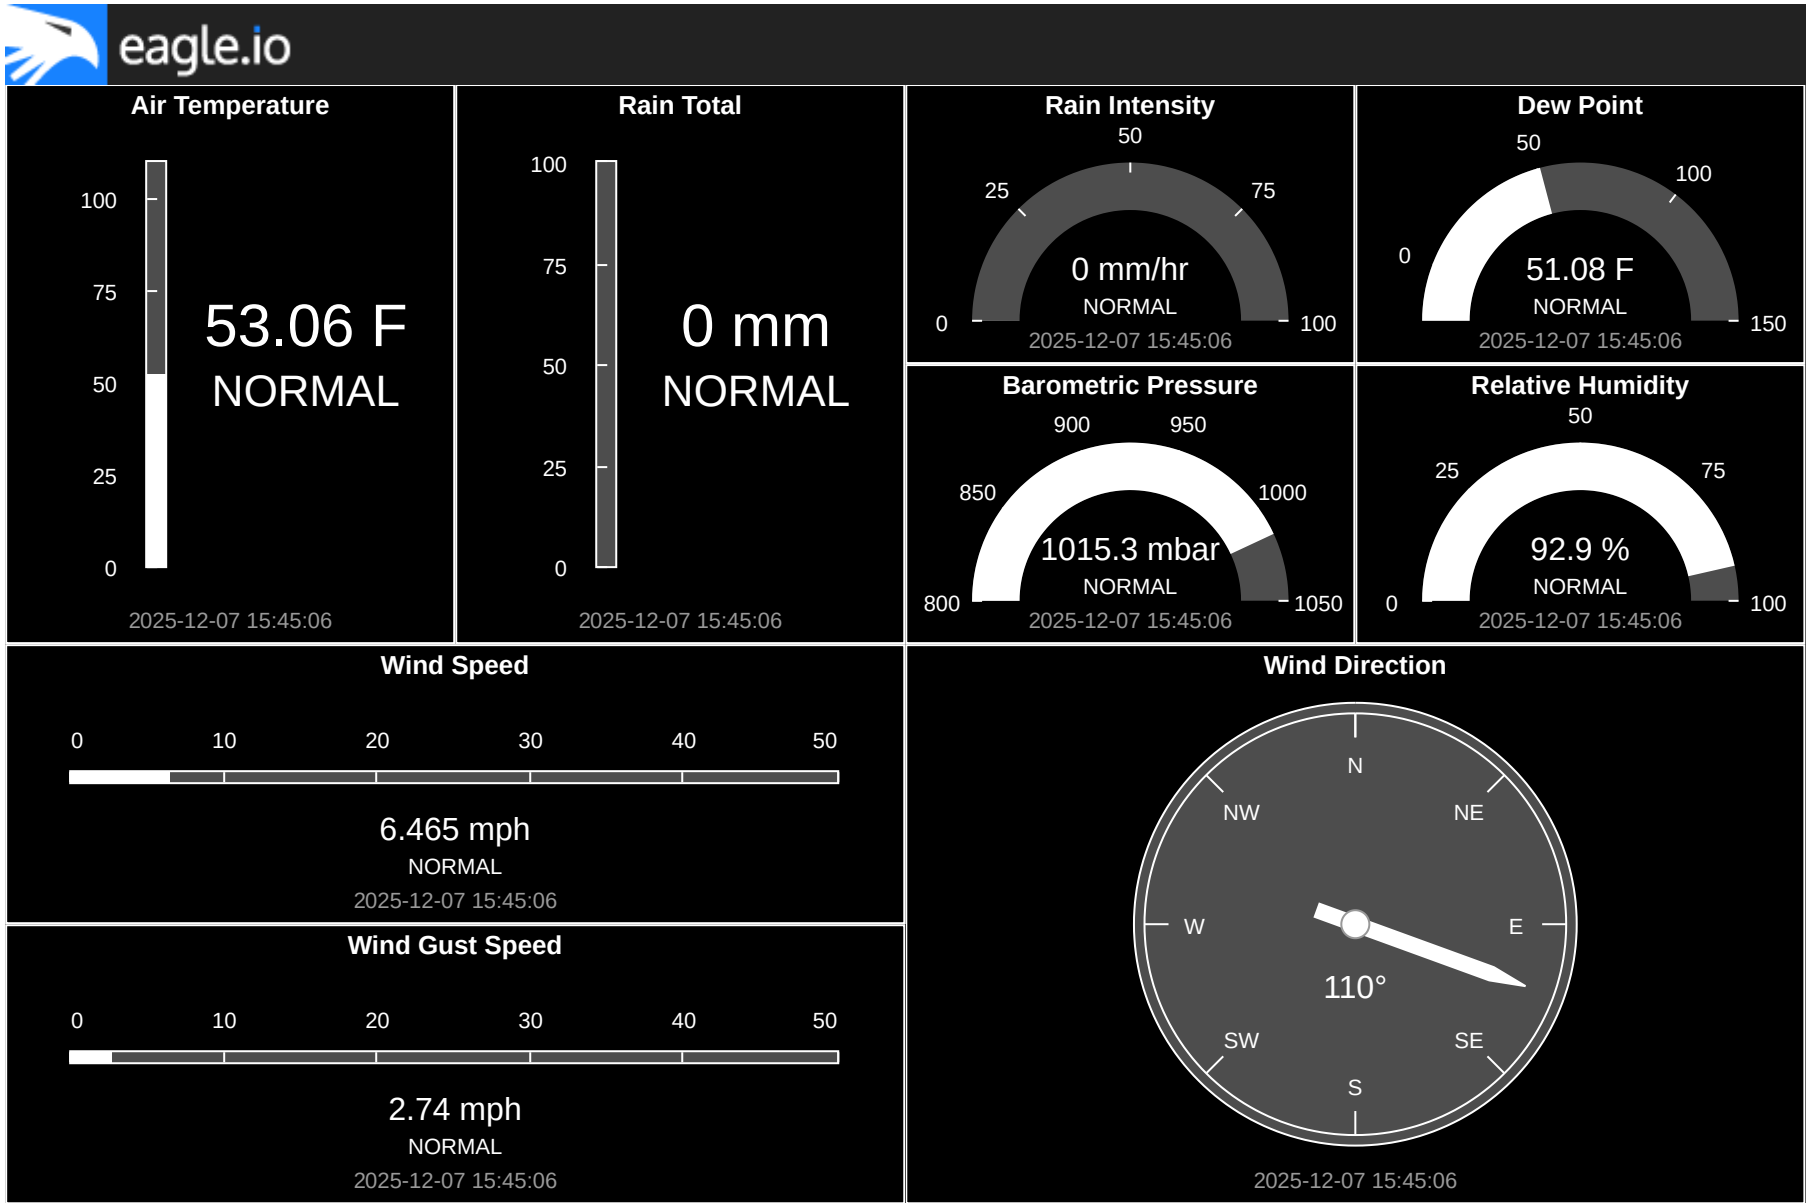 eagle.io
Air Temperature
100
75
50
25
0
53.06 F
NORMAL
2025-12-07 15:45:06
Rain Total
100
75
50
25
0
0 mm
NORMAL
2025-12-07 15:45:06
Rain Intensity
50
25
75
0
100
0 mm/hr
NORMAL
2025-12-07 15:45:06
Dew Point
50
100
0
150
51.08 F
NORMAL
2025-12-07 15:45:06
Barometric Pressure
900
950
850
1000
800
1050
1015.3 mbar
NORMAL
2025-12-07 15:45:06
Relative Humidity
50
25
75
0
100
92.9 %
NORMAL
2025-12-07 15:45:06
Wind Speed
0 10 20 30 40 50
6.465 mph
NORMAL
2025-12-07 15:45:06
Wind Gust Speed
0 10 20 30 40 50
2.74 mph
NORMAL
2025-12-07 15:45:06
Wind Direction
N
NW NE
W E
110°
SW SE
S
2025-12-07 15:45:06